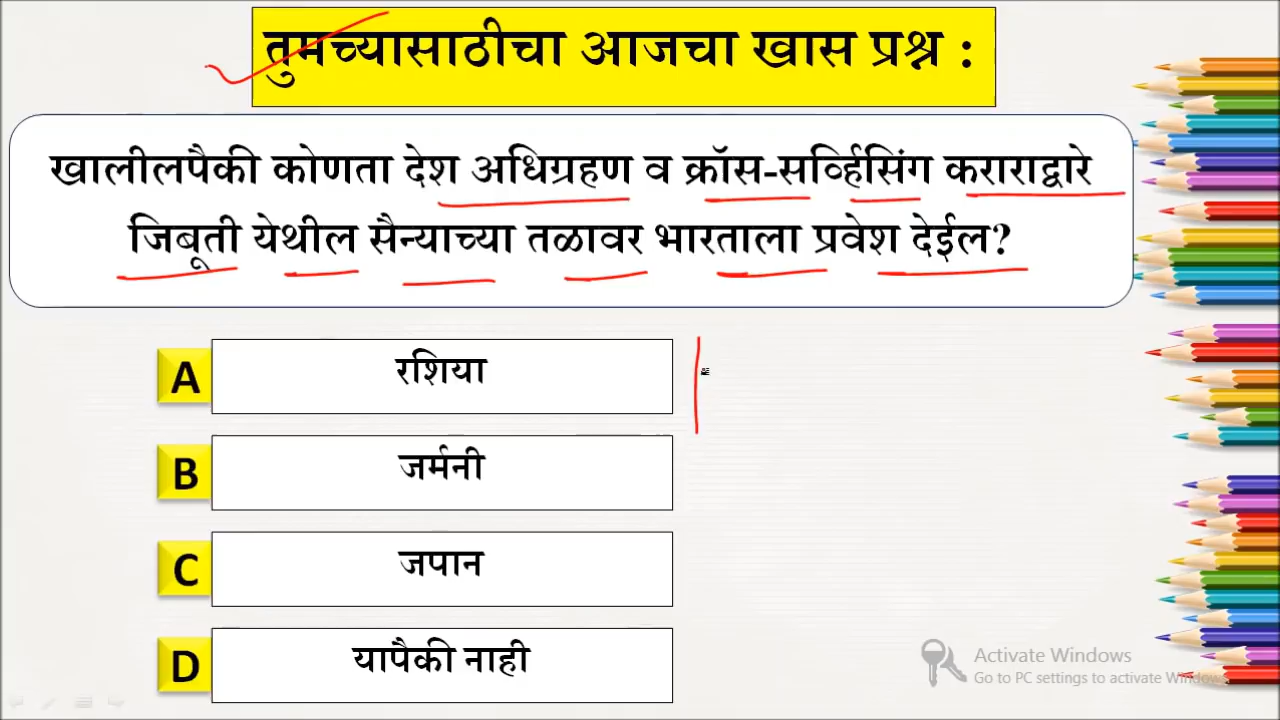 तुमच्यासाठीचा आजचा खास प्रश्न :
खालीलपैकी कोणता देश अधिग्रहण व क्रॉस-सर्व्हिसिंग कराराद्वारे
जिबूती येथील सैन्याच्या तळावर भारताला प्रवेश देईल?
A रशिया
B जर्मनी
C जपान
D यापैकी नाही
Activate Windows
Go to PC settings to activate Windows.